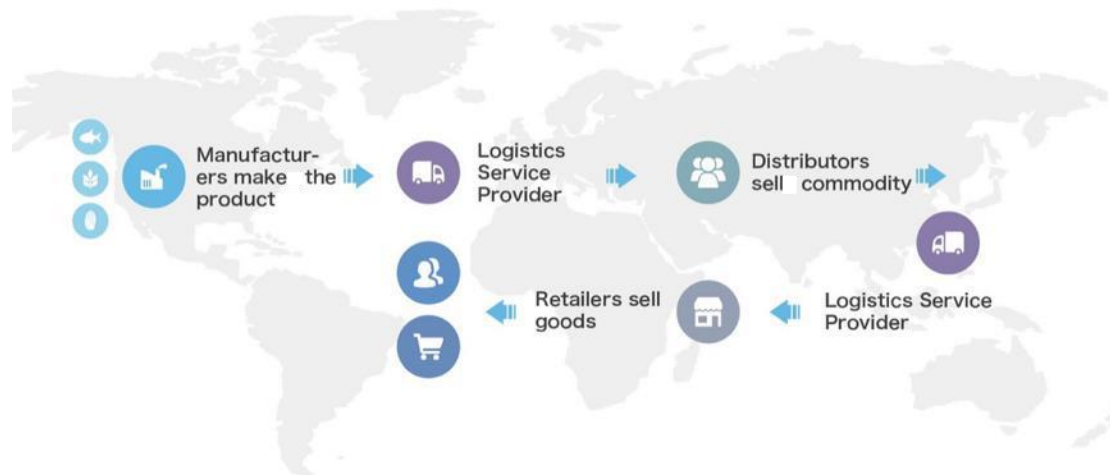 Manufactur-
ers make the
product
Logistics
Service
Provider
Distributors
sell commodity
Logistics Service
Provider
Retailers sell
goods